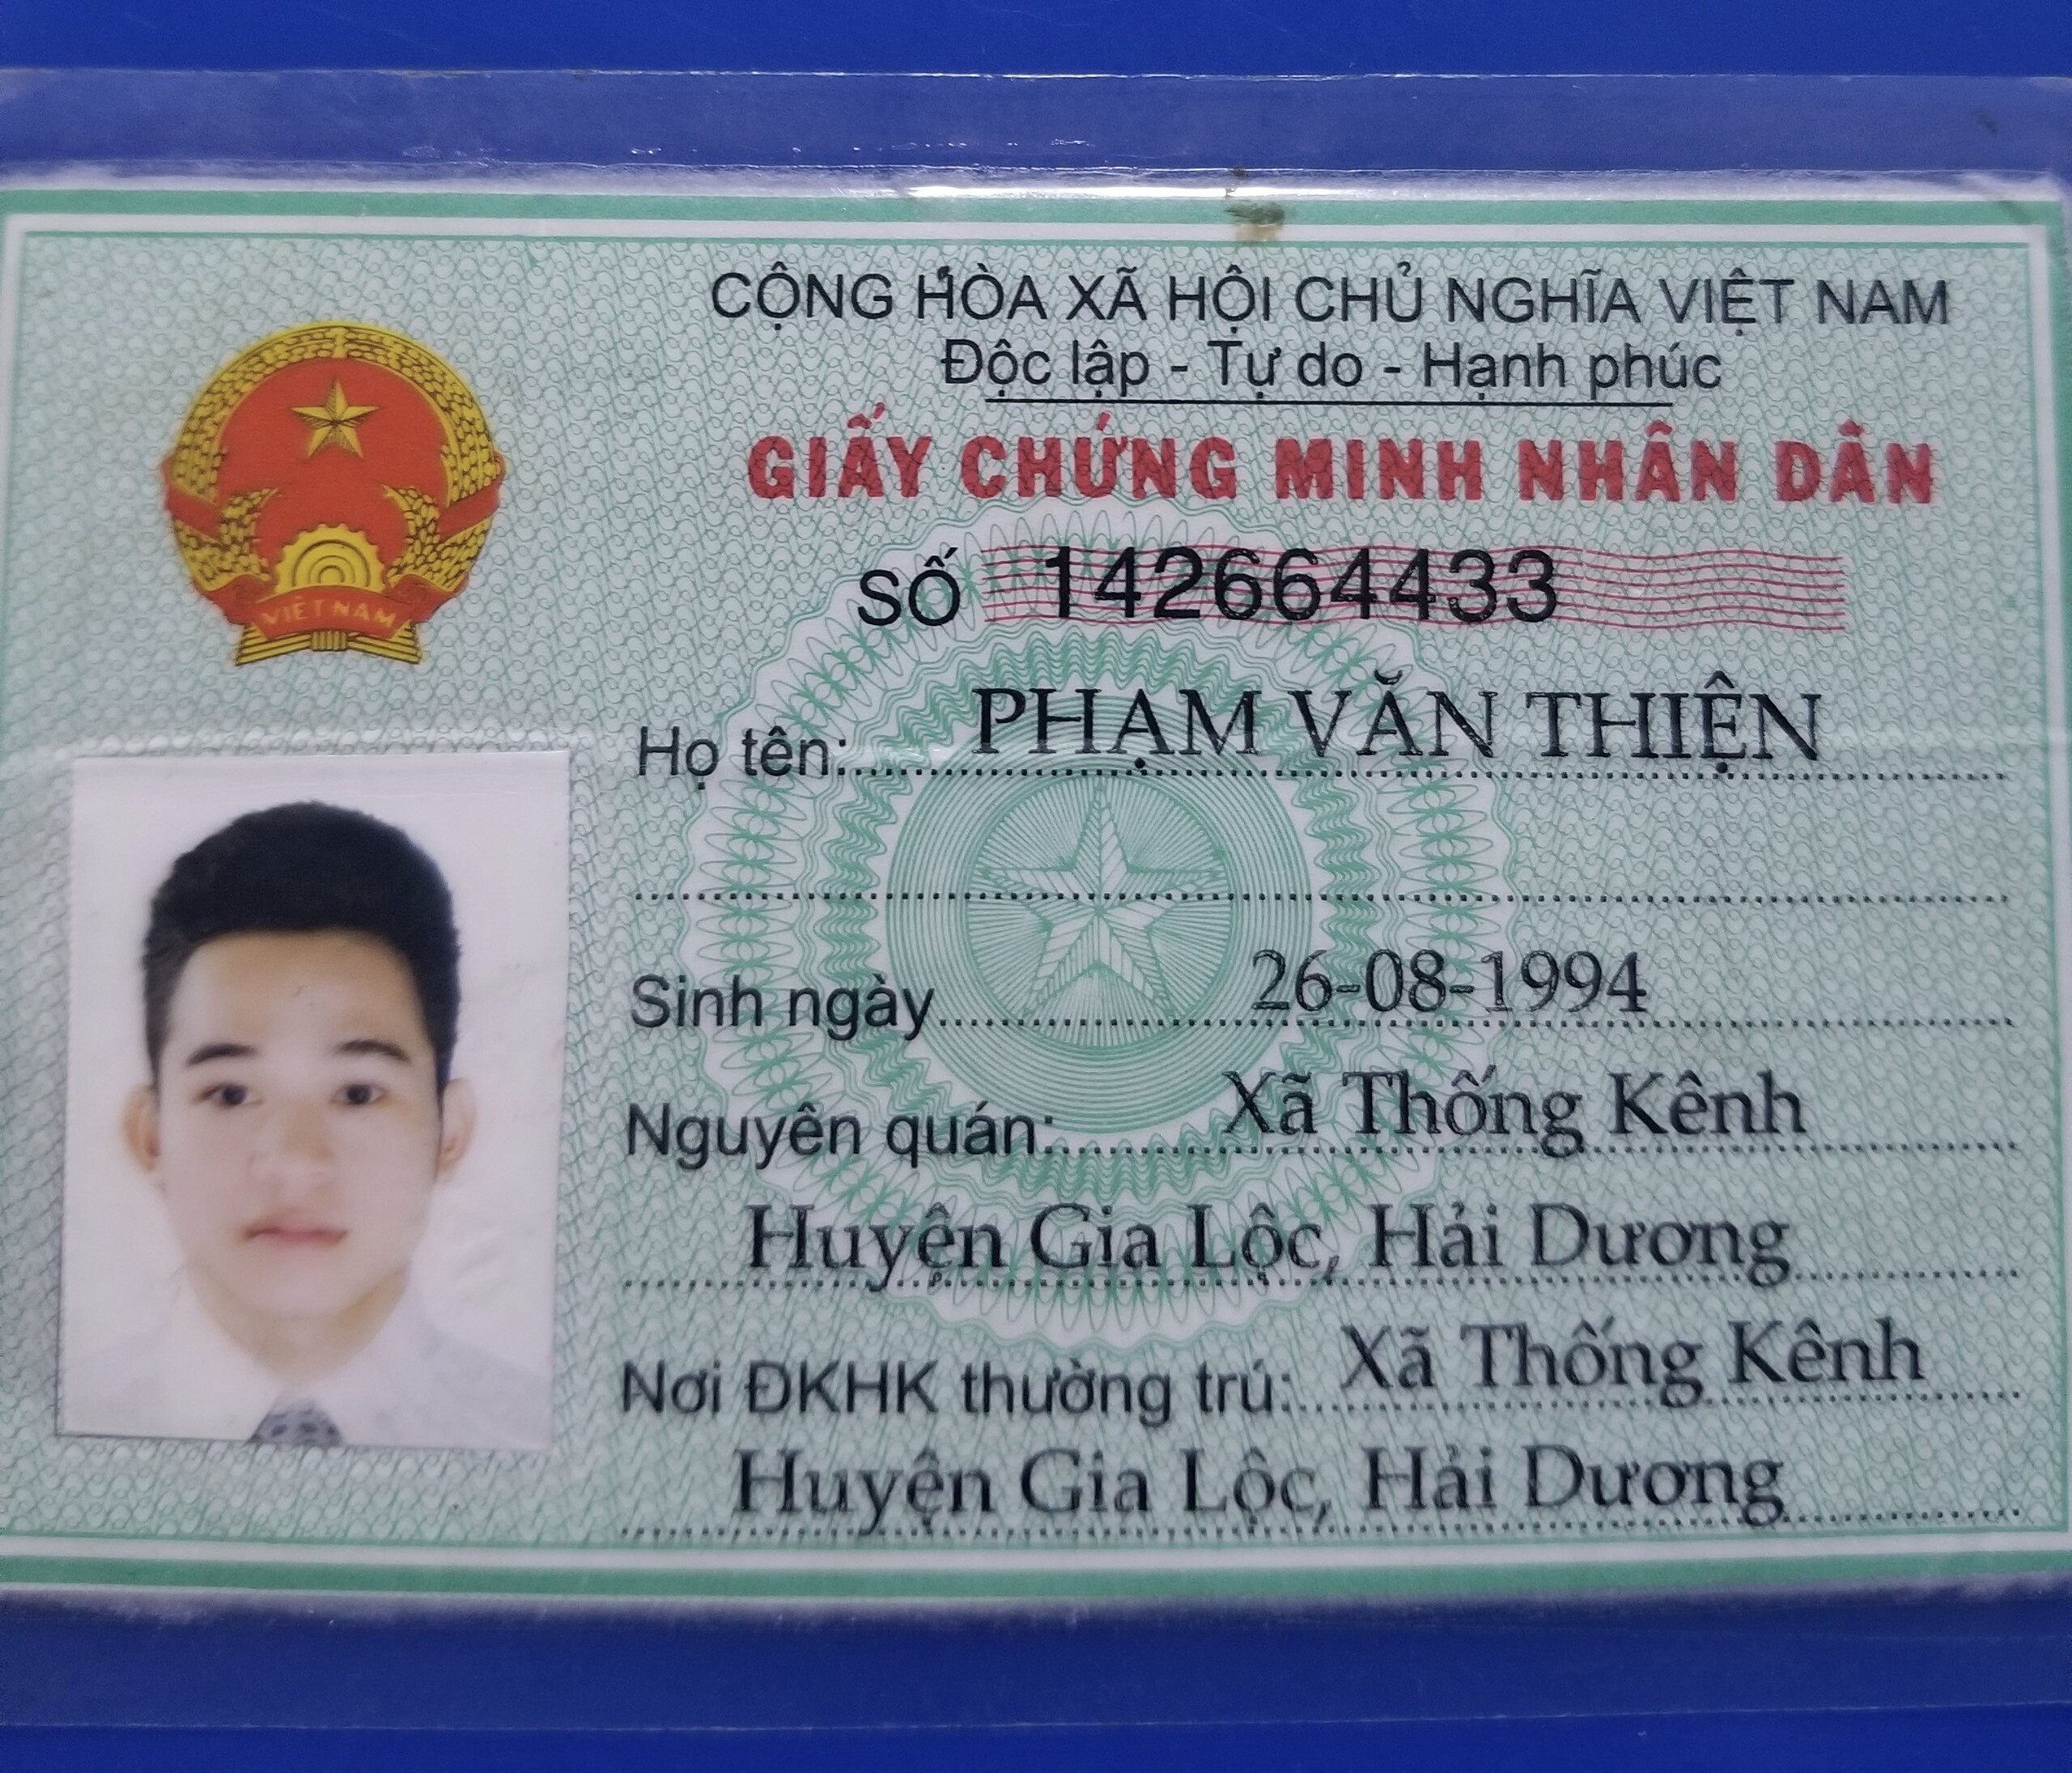 CỘNG HÒA XÃ HỘI CHỦ NGHĨA VIỆT NAM
Độc lập - Tự do - Hạnh phúc
GIẤY CHỨNG MINH NHÂN DÂN
SỐ 142664433
VIỆT NAM
Họ tên: PHẠM VĂN THIỆN
Sinh ngày 26-08-1994
Nguyên quán: Xã Thống Kênh
Huyện Gia Lộc, Hải Dương
Nơi ĐKHK thường trú: Xã Thống Kênh
Huyện Gia Lộc, Hải Dương